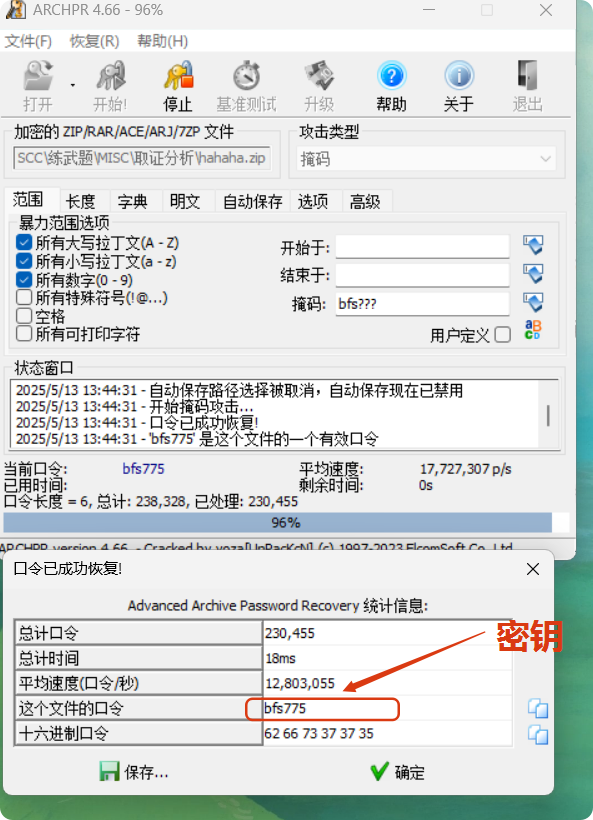 ARCHPR 4.66 - 96%
文件(F) 恢复(R) 帮助(H)
打开 开始! 停止 基准测试 升级 帮助 关于 退出
加密的 ZIP/RAR/ACE/ARJ/7ZP 文件 攻击类型
SCC\练武题\MISC\取证分析\hahaha.zip 掩码
范围 长度 字典 明文 自动保存 选项 高级
暴力范围选项
所有大写拉丁文(A - Z) 开始于:
所有小写拉丁文(a - z) 结束于:
所有数字(0 - 9) 掩码: bfs???
所有特殊符号(!@...)
空格
所有可打印字符 用户定义
状态窗口
2025/5/13 13:44:31 - 自动保存路径选择被取消，自动保存现在已禁用
2025/5/13 13:44:31 - 开始掩码攻击...
2025/5/13 13:44:31 - 口令已成功恢复!
2025/5/13 13:44:31 - 'bfs775' 是这个文件的一个有效口令
当前口令: bfs775 平均速度: 17,727,307 p/s
已用时间: 剩余时间: 0s
口令长度 = 6, 总计: 238,328, 已处理: 230,455
96%
ARCHPR version 4.66 - Cracked by yoza[UpPacKcN] (c) 1997-2023 ElcomSoft Co. Ltd.
口令已成功恢复!
Advanced Archive Password Recovery 统计信息:
总计口令 230,455
总计时间 18ms
平均速度(口令/秒) 12,803,055
这个文件的口令 bfs775
十六进制口令 62 66 73 37 37 35
密钥
保存... 确定